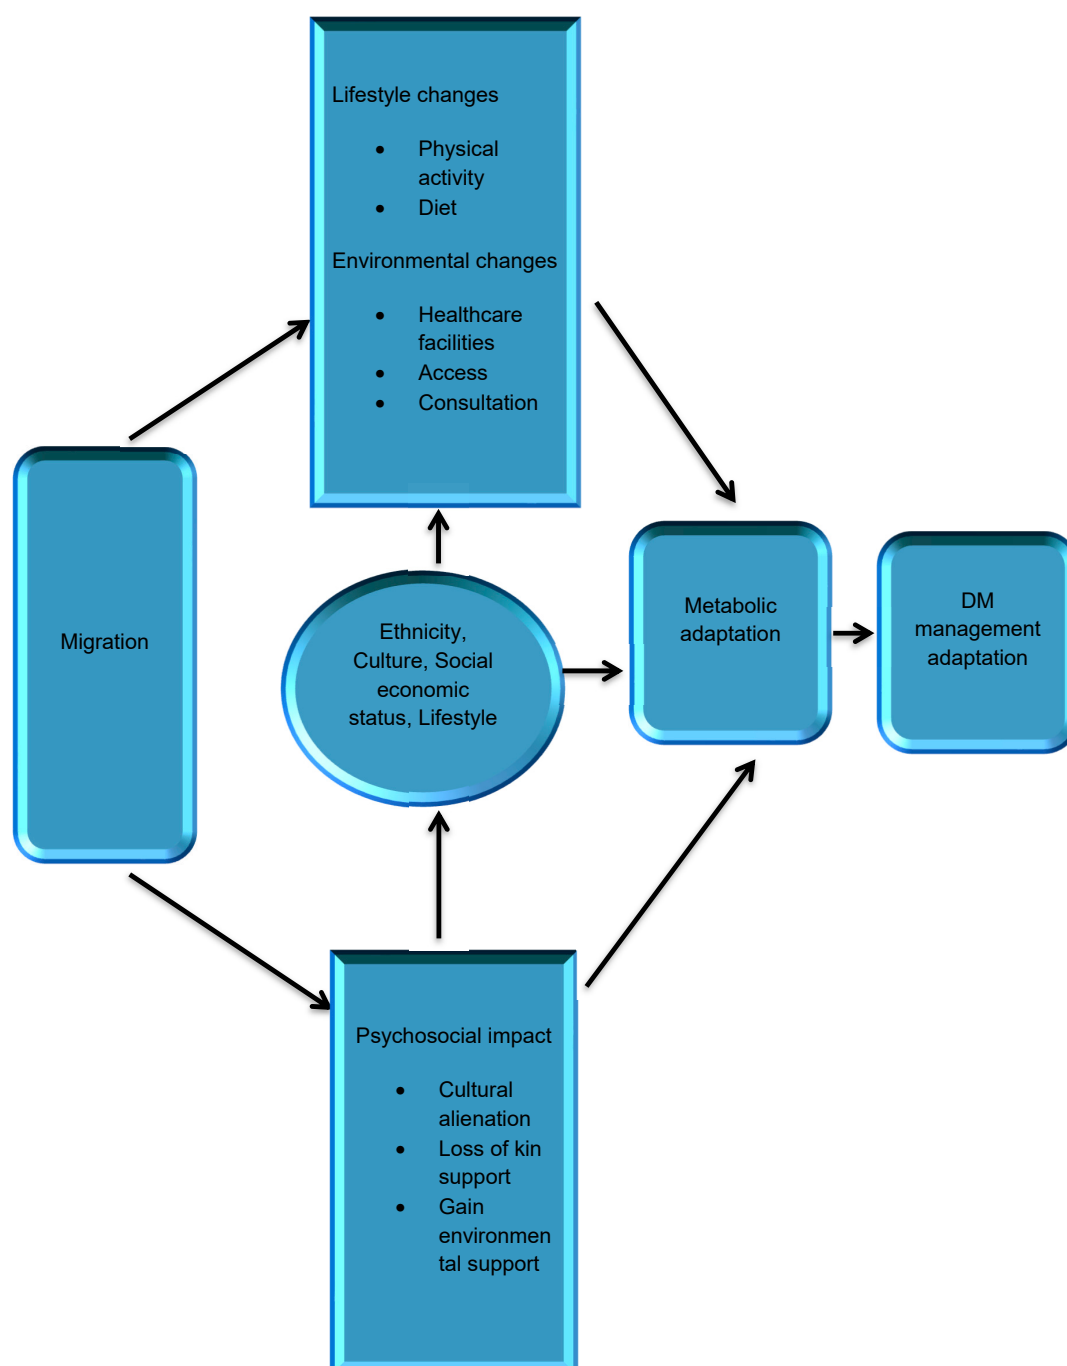 Lifestyle changes
• Physical
activity
• Diet
Environmental changes
• Healthcare
facilities
• Access
• Consultation
Migration
Ethnicity,
Culture, Social
economic
status, Lifestyle
Metabolic
adaptation
DM
management
adaptation
Psychosocial impact
• Cultural
alienation
• Loss of kin
support
• Gain
environmen
tal support